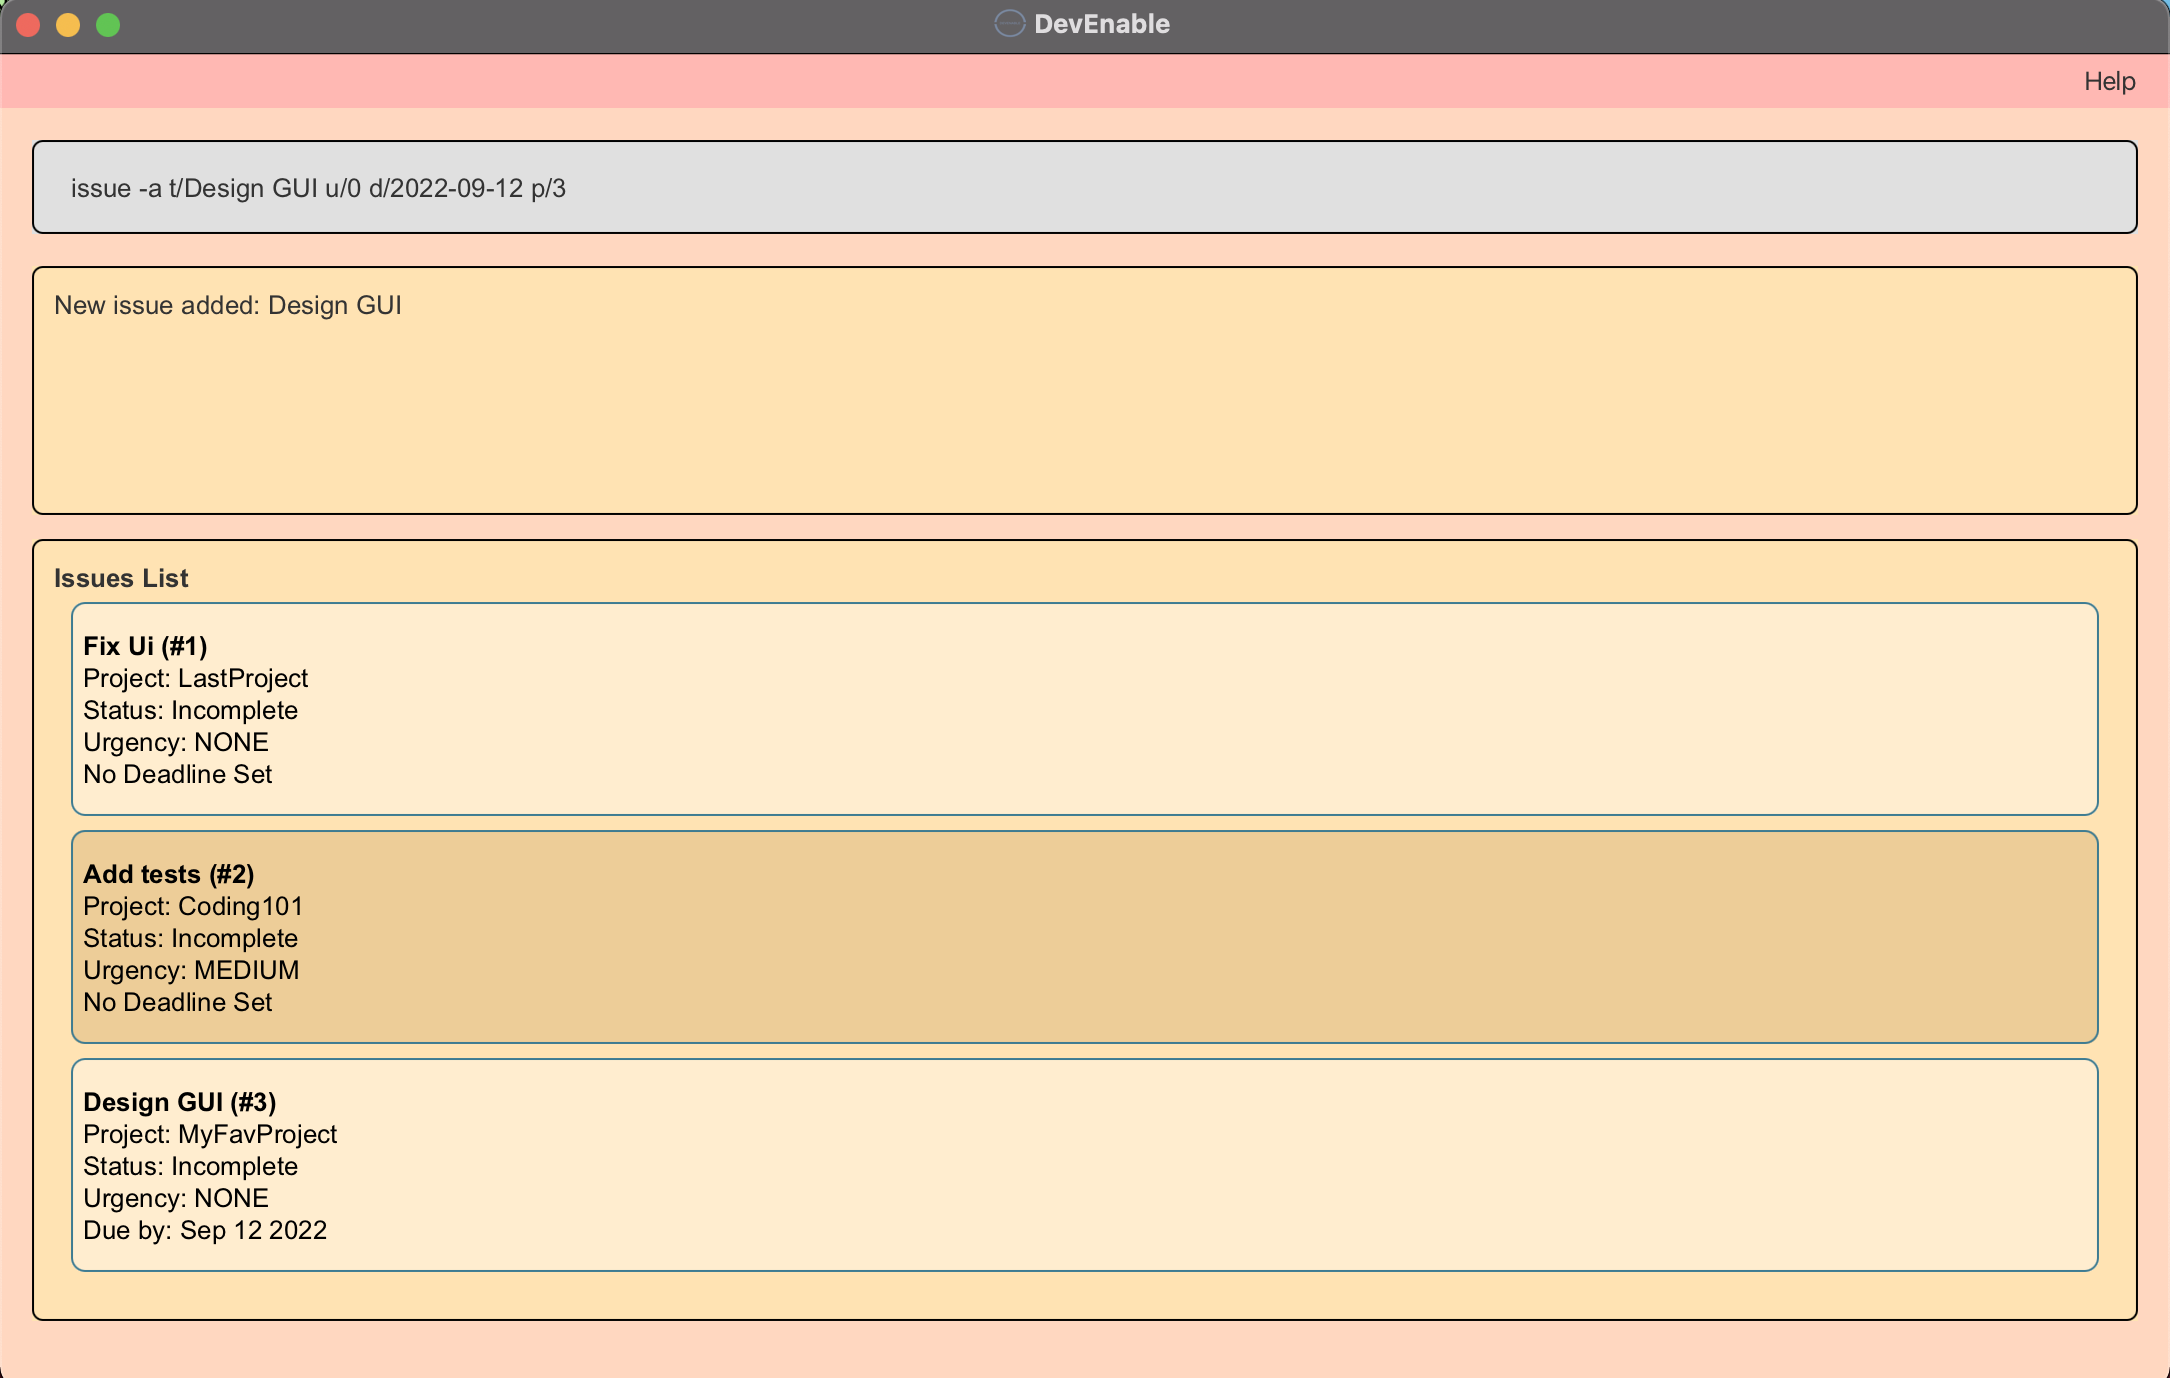 DevEnable
Help
issue -a t/Design GUI u/0 d/2022-09-12 p/3
New issue added: Design GUI
Issues List
Fix Ui (#1)
Project: LastProject
Status: Incomplete
Urgency: NONE
No Deadline Set
Add tests (#2)
Project: Coding101
Status: Incomplete
Urgency: MEDIUM
No Deadline Set
Design GUI (#3)
Project: MyFavProject
Status: Incomplete
Urgency: NONE
Due by: Sep 12 2022